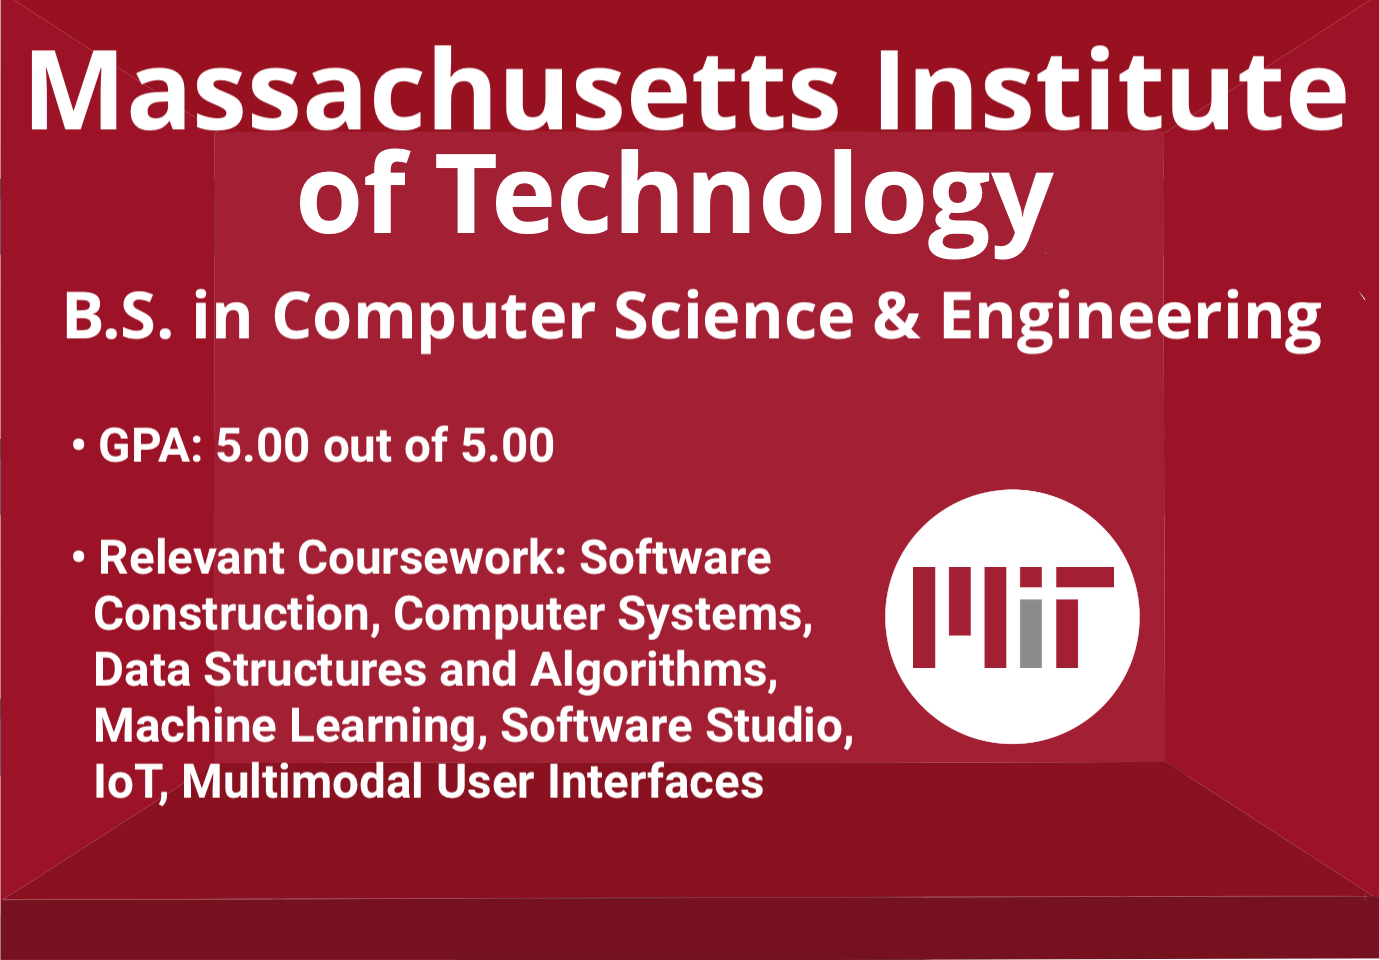 Massachusetts Institute
of Technology
B.S. in Computer Science & Engineering
• GPA: 5.00 out of 5.00
• Relevant Coursework: Software
Construction, Computer Systems,
Data Structures and Algorithms,
Machine Learning, Software Studio,
IoT, Multimodal User Interfaces
MiT